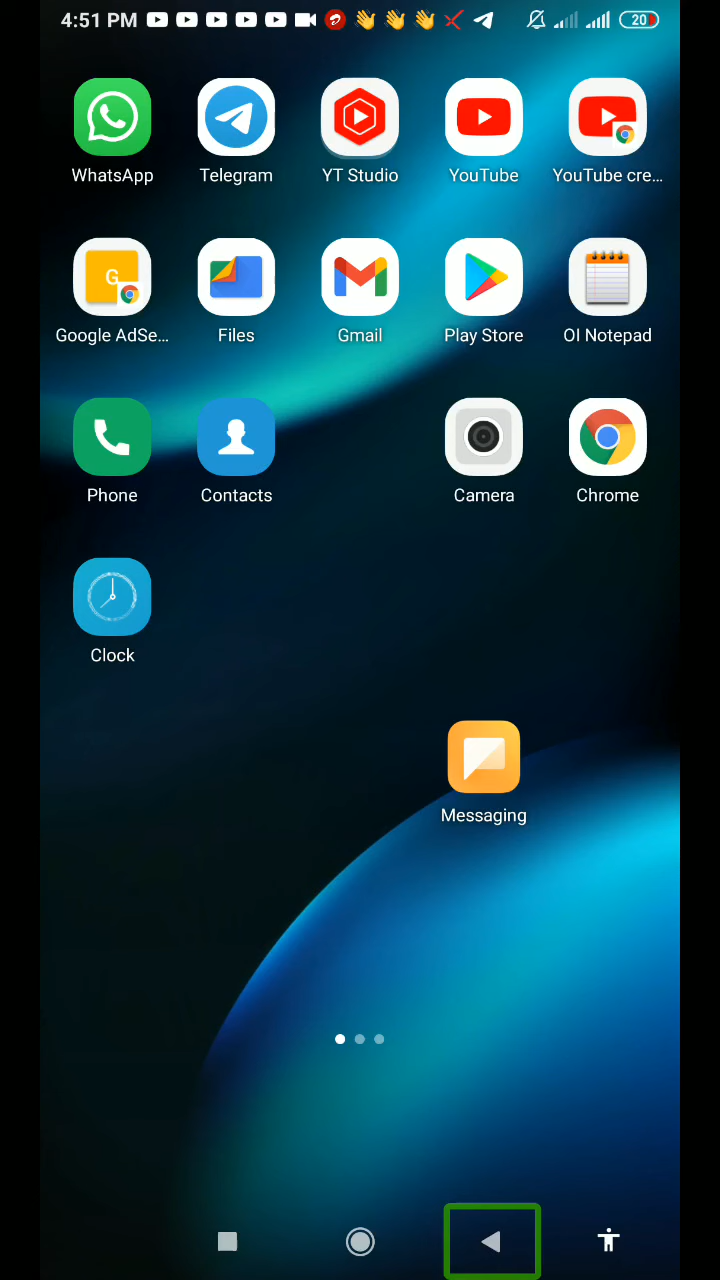 4:51 PM 20
WhatsApp Telegram YT Studio YouTube YouTube cre...
G
Google AdSe... Files Gmail Play Store OI Notepad
Phone Contacts Camera Chrome
Clock
Messaging